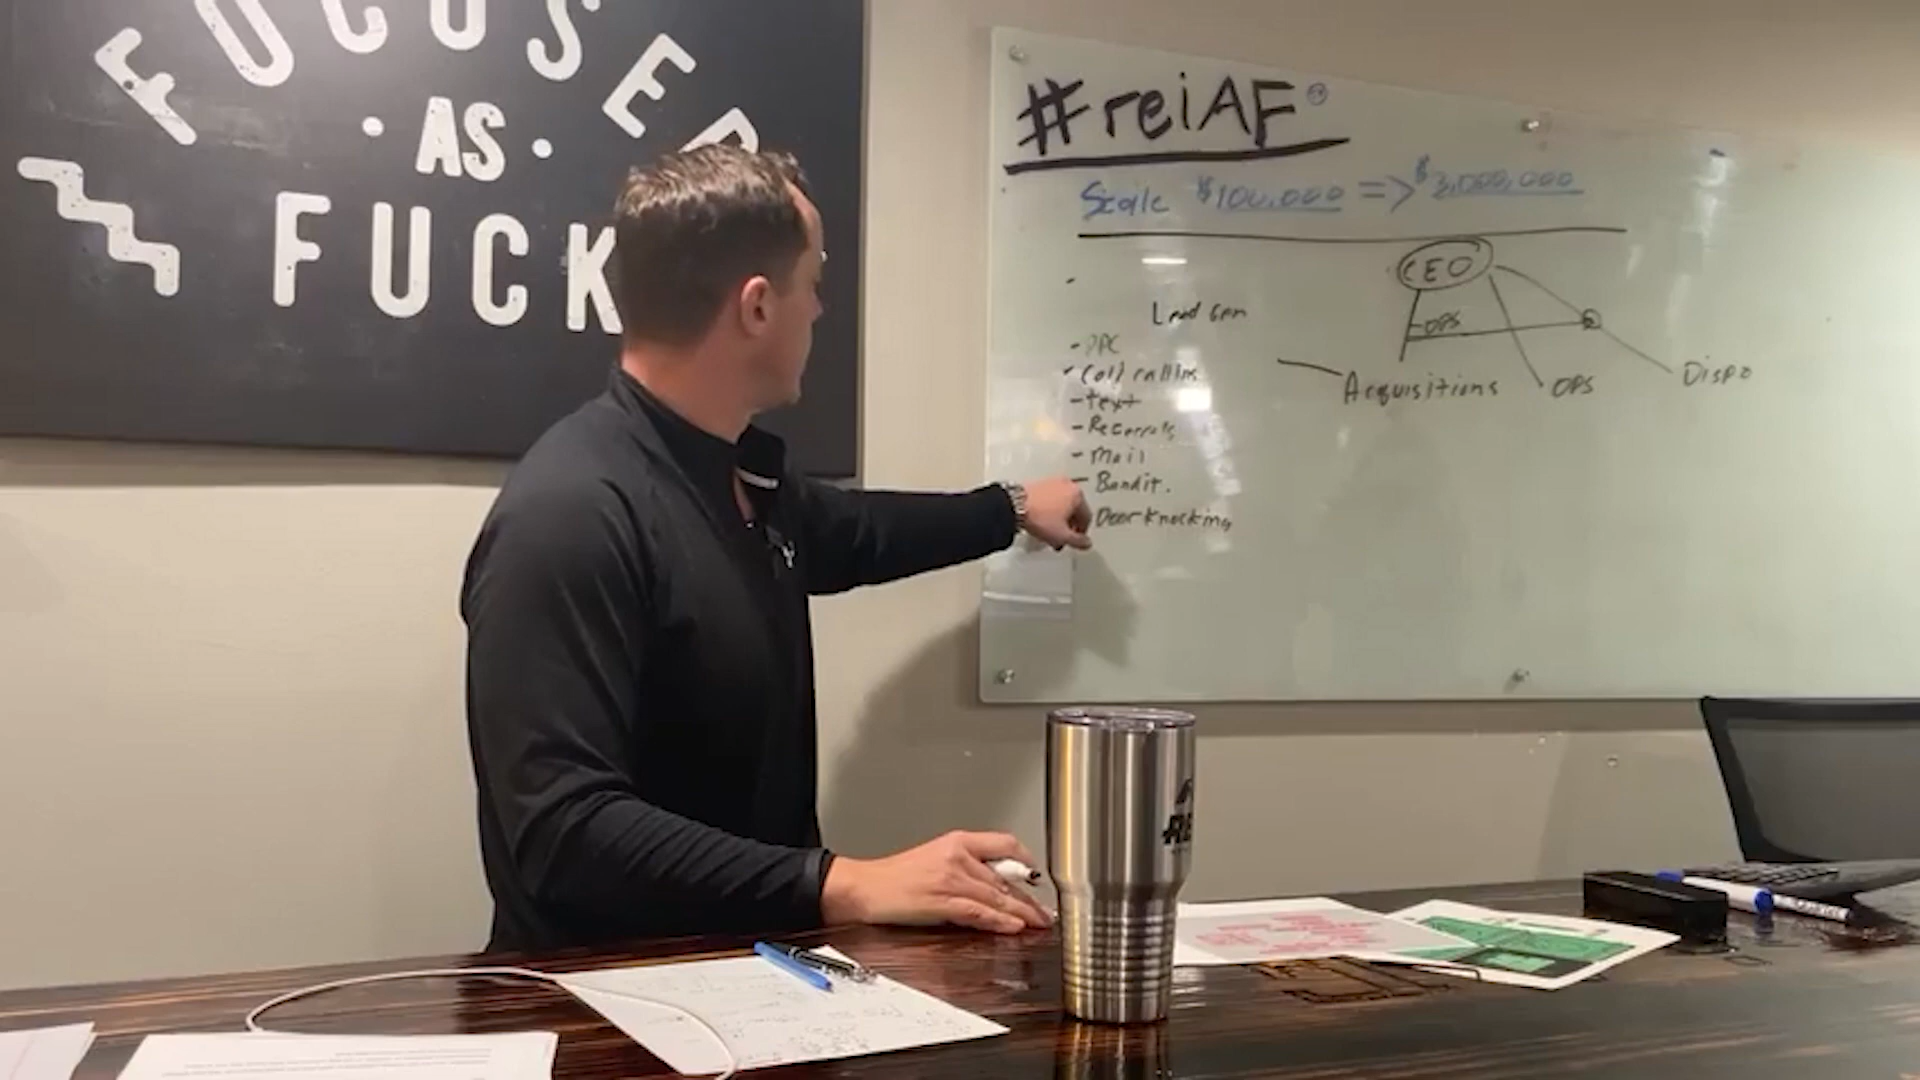 FOCUSED
• AS •
FUCK
#reiAF
Scale $100,000 => $3,000,000
CEO
Lead Gen
OPS
- PPC
Cold calling
- text
- Referrals
- Mail
- Bandit.
Door Knocking
Acquisitions
OPS
Dispo